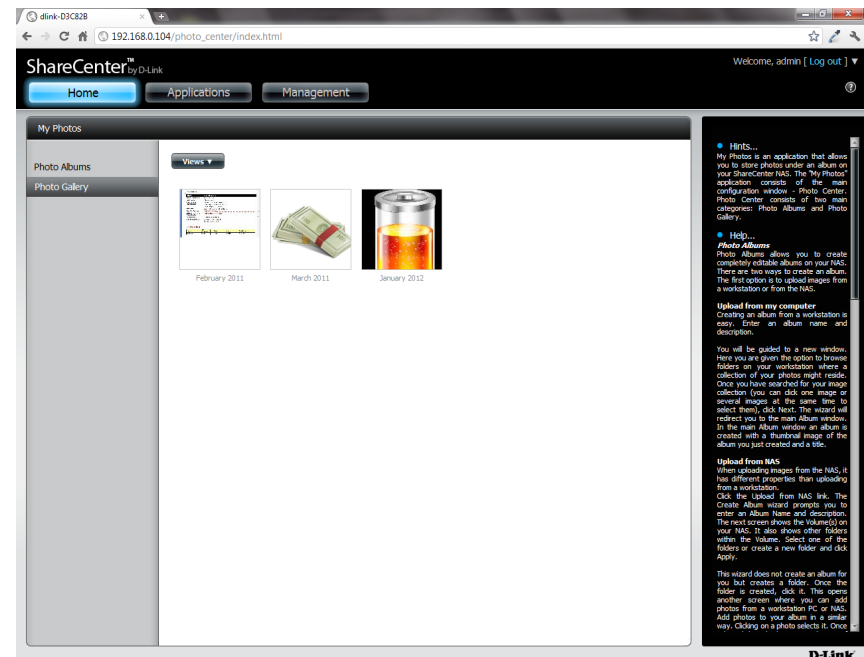 dlink-D3C82B
192.168.0.104/photo_center/index.html
ShareCenter™ by D-Link
Welcome, admin [ Log out ] ▼
Home
Applications
Management
My Photos
Photo Albums
Photo Gallery
Views ▼
February 2011
March 2011
January 2012
Hints...
My Photos is an application that allows
you to store photos under an album on
your ShareCenter NAS. The "My Photos"
application consists of the main
configuration window - Photo Center.
Photo Center consists of two main
categories: Photo Albums and Photo
Gallery.
Help...
Photo Albums
Photo Albums allows you to create
completely editable albums on your NAS.
There are two ways to create an album.
The first option is to upload images from
a workstation or from the NAS.
Upload from my computer
Creating an album from a workstation is
easy. Enter an album name and
description.
You will be guided to a new window.
Here you are given the option to browse
folders on your workstation where a
collection of your photos might reside.
Once you have searched for your image
collection (you can click one image or
several images at the same time to
select them), click Next. The wizard will
redirect you to the main Album window.
In the main Album window an album is
created with a thumbnail image of the
album you just created and a title.
Upload from NAS
When uploading images from the NAS, it
has different properties than uploading
from a workstation.
Click the Upload from NAS link. The
Create Album wizard prompts you to
enter an Album Name and description.
The next screen shows the Volume(s) on
your NAS. It also shows other folders
within the Volume. Select one of the
folders or create a new folder and click
Apply.
This wizard does not create an album for
you but creates a folder. Once the
folder is created, click it. This opens
another screen where you can add
photos from a workstation PC or NAS.
Add photos to your album in a similar
way. Clicking on a photo selects it. Once
D-Link